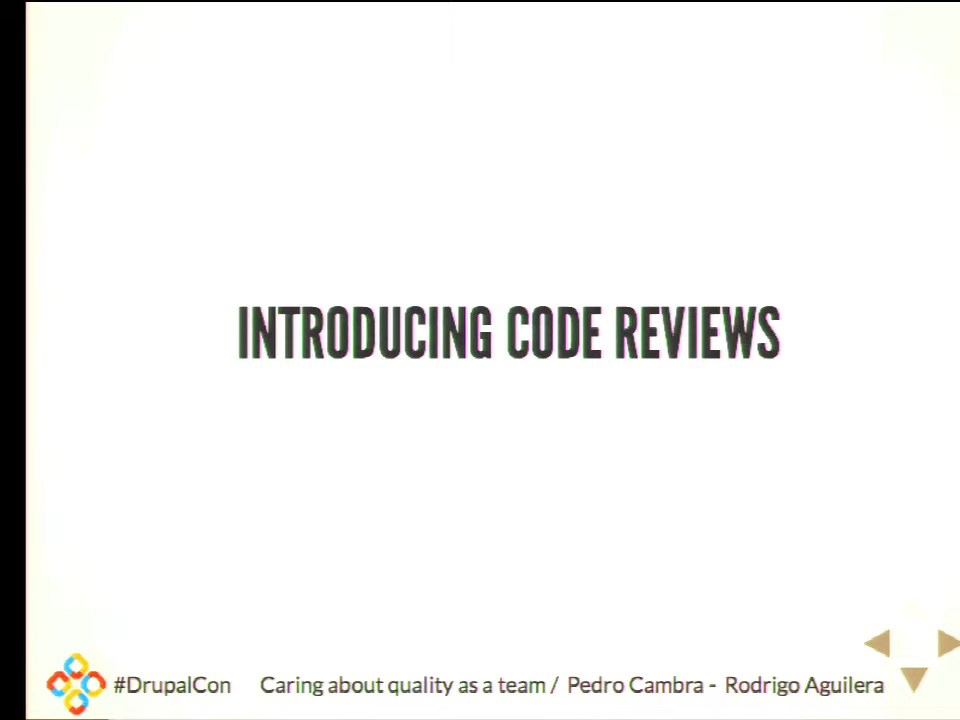 INTRODUCING CODE REVIEWS
#DrupalCon Caring about quality as a team / Pedro Cambra - Rodrigo Aguilera